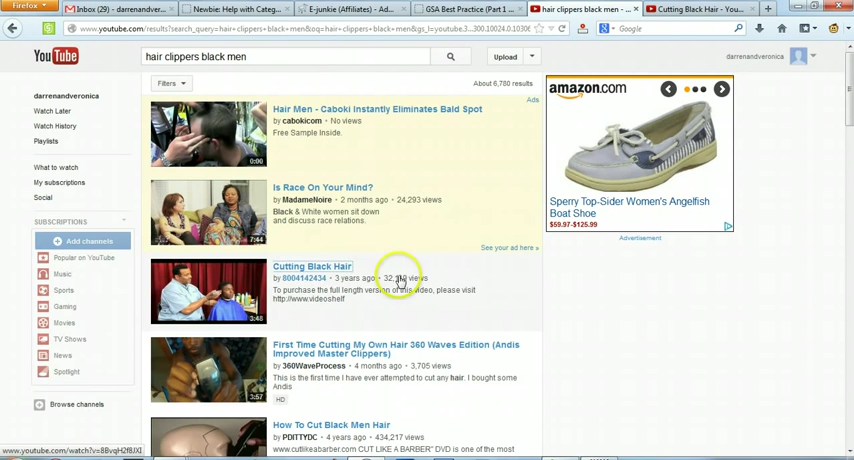 Firefox
Inbox (0) - darrenandveronic...
Newbie: Help with Categ...
E-junkie (Affiliates) - Ad...
GSA Best Practice (Part 1 ...
hair clippers black men - ...
Cutting Black Hair - You...
www.youtube.com/results?search_query=hair+clippers+black+men&oq=hair+clippers+black+men&gs_l=youtube.3
Google
You Tube
hair clippers black men
Upload
darrenandveronica
Filters
About 6,780 results
darrenandveronica
Watch Later
Watch History
Playlists
What to watch
My subscriptions
Social
SUBSCRIPTIONS
Add channels
Popular on YouTube
Music
Sports
Gaming
Movies
TV Shows
News
Spotlight
Browse channels
Ads
Hair Men - Caboki Instantly Eliminates Bald Spot
by cabokicom • No views
Free Sample Inside.
0:00
Is Race On Your Mind?
by MadameNoire • 2 months ago • 24,293 views
Black & White women sit down
and discuss race relations.
7:44
See your ad here »
Cutting Black Hair
by 8004142434 • 3 years ago • views
To purchase the full length version of this video, please visit
http://www.videoshelf
3:48
First Time Cutting My Own Hair 360 Waves Edition (Andis
Improved Master Clippers)
by 360WaveProcess • 4 months ago • 3,705 views
This is the first time I have ever attempted to cut any hair. I bought some
Andis
HD
3:57
How To Cut Black Men Hair
by PDITTYDC • 4 years ago • 434,217 views
www.cutlikeabarber.com CUT LIKE A BARBER" DVD is one of the most
amazon.com
Sperry Top-Sider Women's Angelfish
Boat Shoe
$59.97-$125.99
Advertisement
www.youtube.com/watch?v=8BvqH2f8JXI